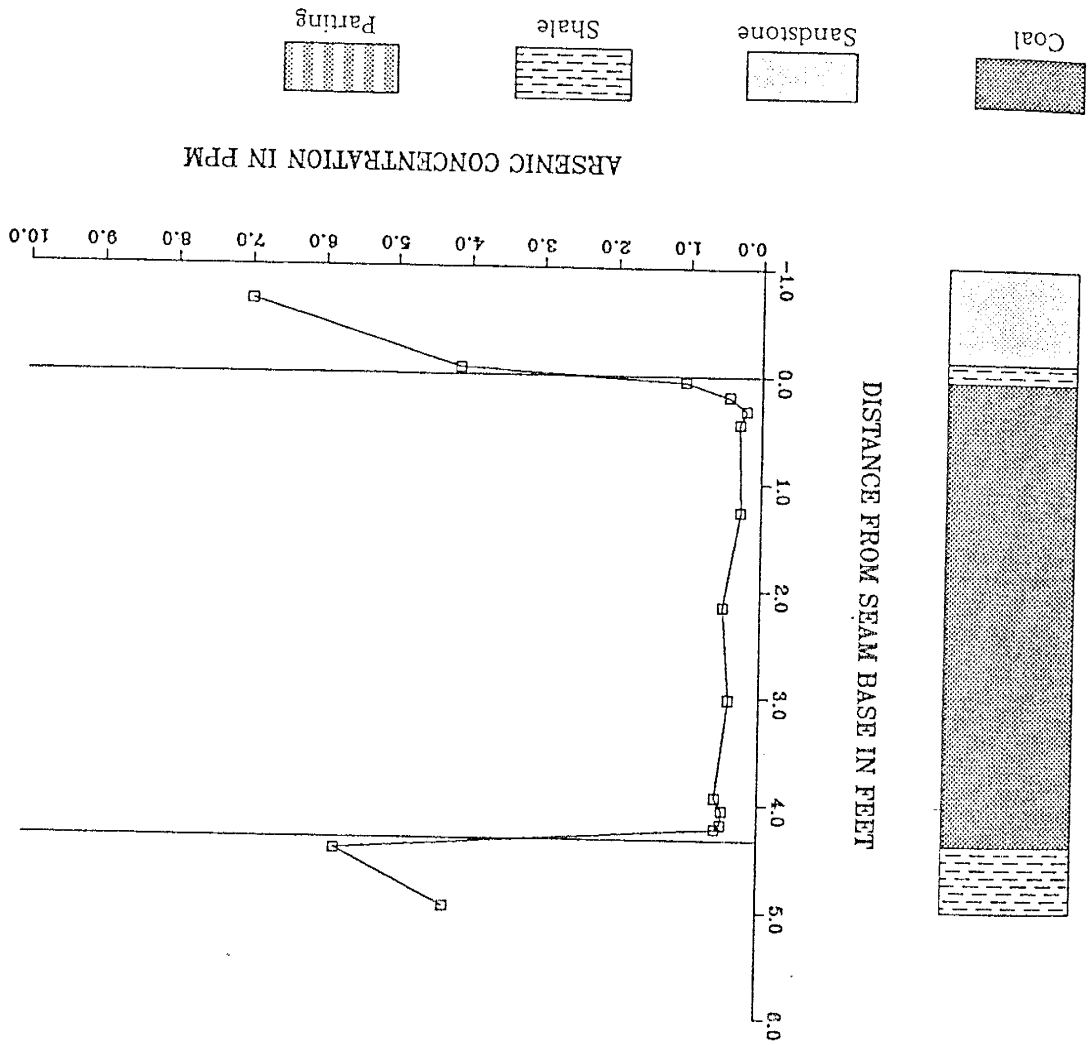 DISTANCE FROM SEAM BASE IN FEET
6.0
5.0
4.0
3.0
2.0
1.0
0.0
-1.0
0.0 1.0 2.0 3.0 4.0 5.0 6.0 7.0 8.0 9.0 10.0
ARSENIC CONCENTRATION IN PPM
Coal Sandstone Shale Parting